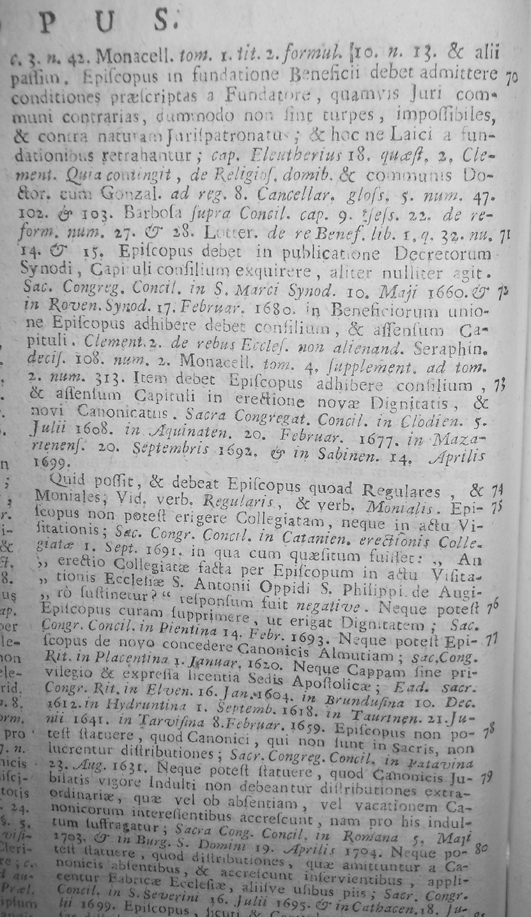 P U S.
c. 3. n. 42. Monacell. tom. 1. tit. 2. formul. 10. n. 13. & alii
passim. Episcopus in fundatione Beneficii debet admittere 70
conditiones præscriptas a Fundatore, quamvis Juri com-
muni contrarias, dummodo non sint turpes, impossibiles,
& contra naturam Jurispatronatus; & hoc ne Laici a fun-
dationibus retrahantur; cap. Eleutherius 18. quæst. 2. Cle-
ment. Quia contingit, de Religios. domib. & communis Do-
ctor. cum Gonzal. ad reg. 8. Cancellar. gloss. 5. num. 47.
102. & 103. Barbosa supra Concil. cap. 9. sess. 22. de re-
form. num. 27. & 28. Lotter. de re Benef. lib. 1. q. 32. nu. 71
14. & 15. Episcopus debet in publicatione Decretorum
Synodi, Capituli consilium exquirere, aliter nulliter agit.
Sac. Congreg. Concil. in S. Marci Synod. 10. Maji 1660. & 72
in Roven. Synod. 17. Februar. 1680. in Beneficiorum unio-
ne Episcopus adhibere debet consilium, & assensum Ca-
pituli. Clement. 2. de rebus Eccles. non alienand. Seraphin.
decis. 108. num. 2. Monacell. tom. 4. supplement. ad tom.
2. num. 313. Item debet Episcopus adhibere consilium, 73
& assensum Capituli in erectione novæ Dignitatis, &
novi Canonicatus. Sacra Congregat. Concil. in Clodien. 5.
Julii 1608. in Aquinaten. 20. Februar. 1677. in Maza-
rienens. 20. Septembris 1692. & in Sabinen. 14. Aprilis
1699.
Quid possit, & debeat Episcopus quoad Regulares, & 74
Moniales; Vid. verb. Regularis, & verb. Monialis. Epi- 75
scopus non potest erigere Collegiatam, neque in actu Vi-
sitationis; Sac. Congr. Concil. in Catanien. erectionis Colle-
giatæ 1. Sept. 1691. in qua cum quæsitum fuisset: „ An
„ erectio Collegiatæ facta per Episcopum in actu Visita-
„ tionis Ecclesiæ S. Antonii Oppidi S. Philippi de Augi-
„ rò sustinetur? “ responsum fuit negative. Neque potest 76
Episcopus curam supprimere, ut erigat Dignitatem; Sac.
Congr. Concil. in Pientina 14. Febr. 1693. Neque potest Epi- 77
scopus de novo concedere Canonicis Almutiam; sac. Cong.
Rit. in Placentina 1. Januar. 1620. Neque Cappam sine pri-
vilegio & expressa licentia Sedis Apostolicæ; Ead. sacr.
Congr. Rit. in Elven. 16. Jan. 1604. in Brundusina 10. Dec.
1612. in Hydruntina 1. Septemb. 1618. in Taurinen. 21. Ju-
nii 1641. in Tarvisina 8. Februar. 1659. Episcopus non po- 78
test statuere, quod Canonici, qui non sunt in Sacris, non
lucrentur distributiones; Sacr. Congreg. Concil. in Patavina
23. Aug. 1631. Neque potest statuere, quod Canonicis Ju- 79
bilatis vigore Indulti non debeantur distributiones extra-
ordinariæ, quæ vel ob absentiam, vel vacationem Ca-
nonicorum interessentibus accrescunt, nam pro his indul-
tum suffragatur; Sacra Cong. Concil. in Romana 5. Maji
1703. & in Burg. S. Domini 19. Aprilis 1704. Neque po- 80
test statuere, quod distributiones, quæ amittuntur a Ca-
nonicis absentibus, & accrescunt inservientibus, appli-
centur Fabricæ Ecclesiæ, aliisve usibus piis; Sacr. Congr.
Concil. in S. Severini 16. Julii 1695. & in Catbacen. 18. Ju-
lii 1699. Episcopus, sicuti & C